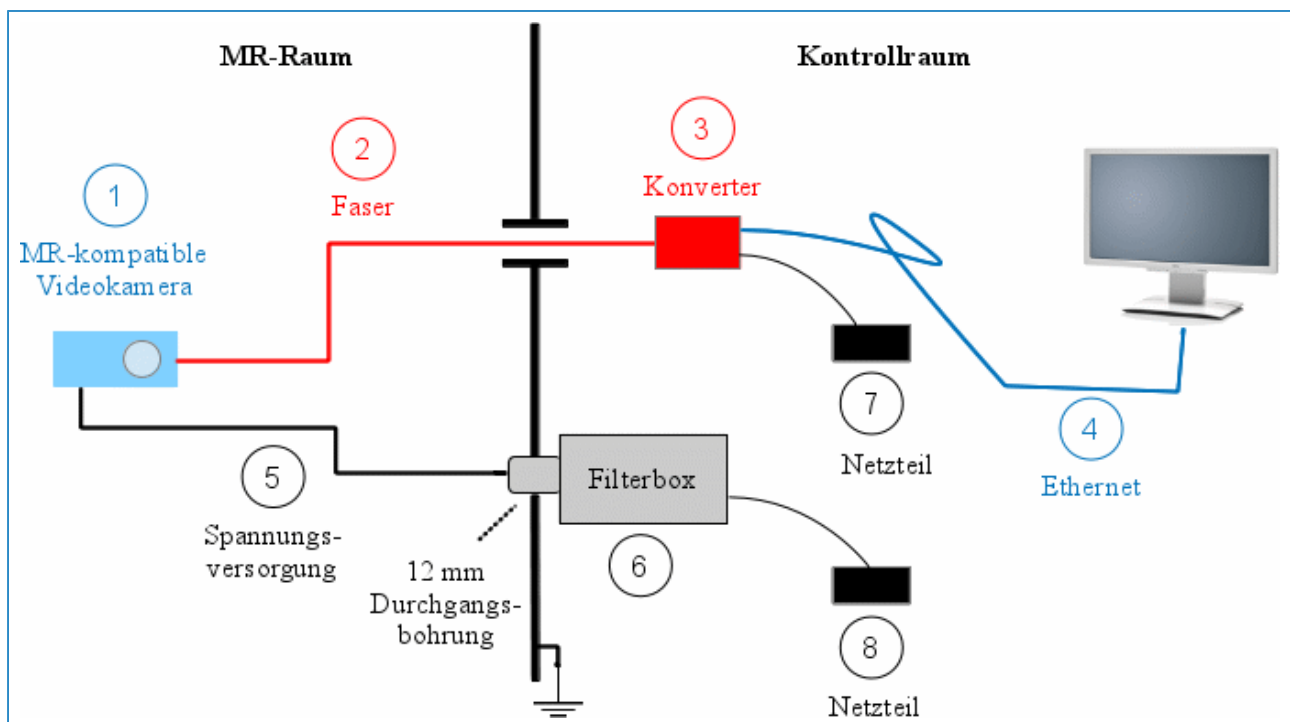 MR-Raum
Kontrollraum
1
MR-kompatible
Videokamera
2
Faser
3
Konverter
4
Ethernet
5
Spannungs-
versorgung
12 mm
Durchgangs-
bohrung
Filterbox
6
7
Netzteil
8
Netzteil